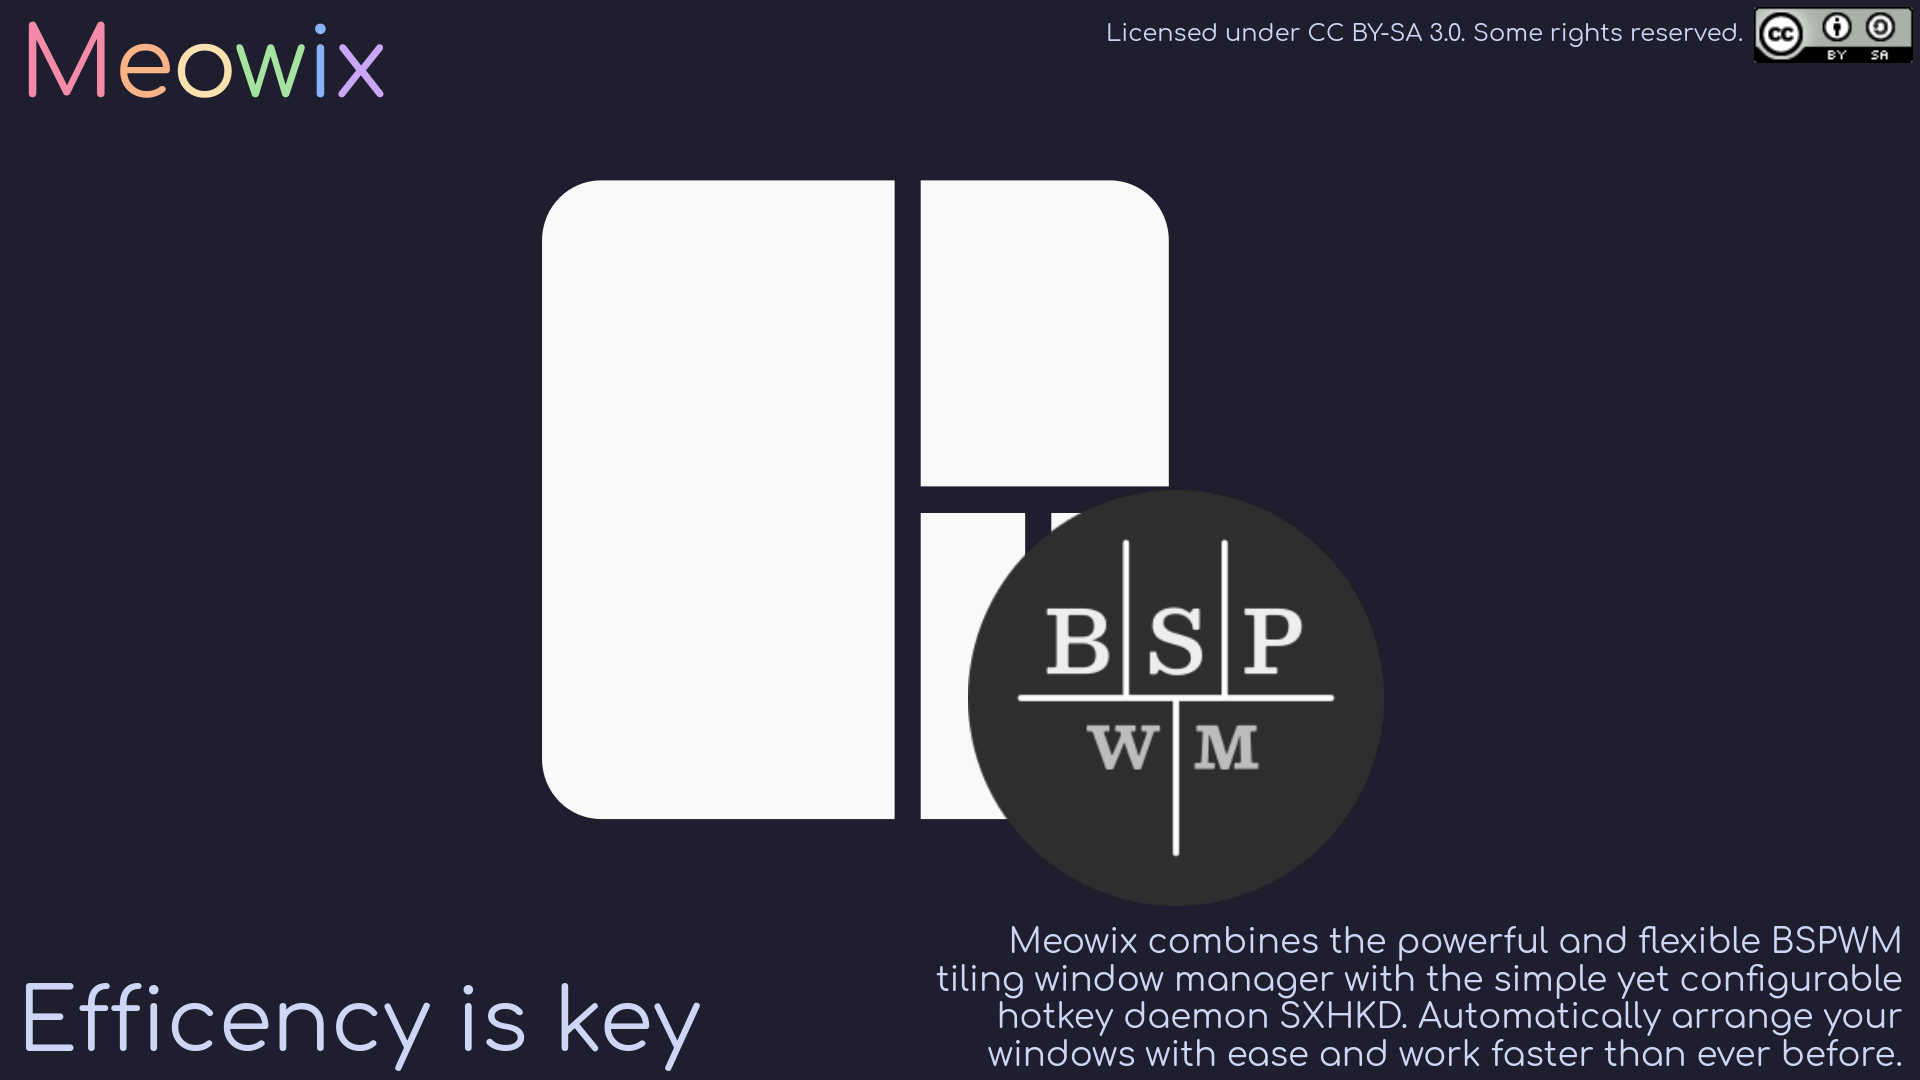 Meowix
Licensed under CC BY-SA 3.0. Some rights reserved.
cc
BY SA
B S P
W M
Efficency is key
Meowix combines the powerful and flexible BSPWM
tiling window manager with the simple yet configurable
hotkey daemon SXHKD. Automatically arrange your
windows with ease and work faster than ever before.